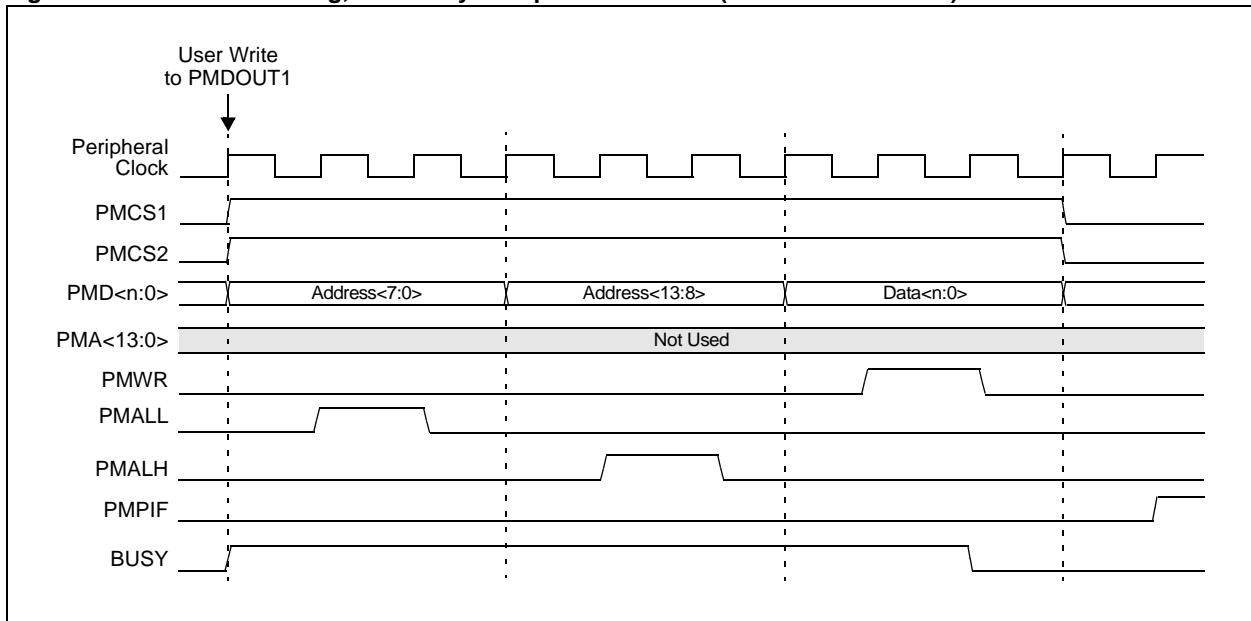 User Write
to PMDOUT1
Peripheral
Clock
PMCS1
PMCS2
PMD<n:0>
Address<7:0>
Address<13:8>
Data<n:0>
PMA<13:0>
Not Used
PMWR
PMALL
PMALH
PMPIF
BUSY